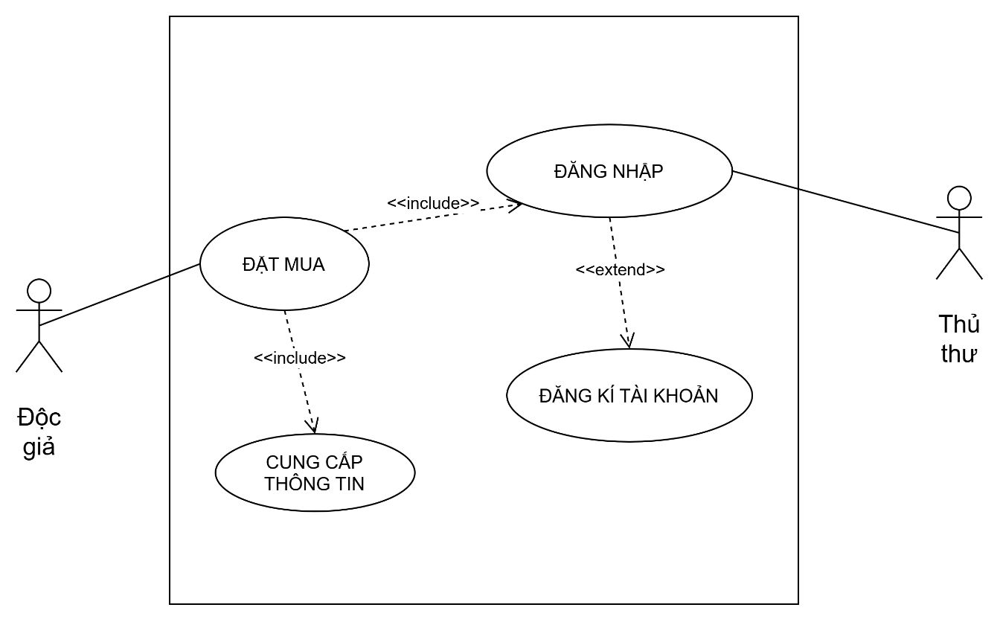 ĐĂNG NHẬP
<<include>>
ĐẶT MUA
<<extend>>
Thủ
thư
<<include>>
ĐĂNG KÍ TÀI KHOẢN
Độc
giả
CUNG CẤP
THÔNG TIN